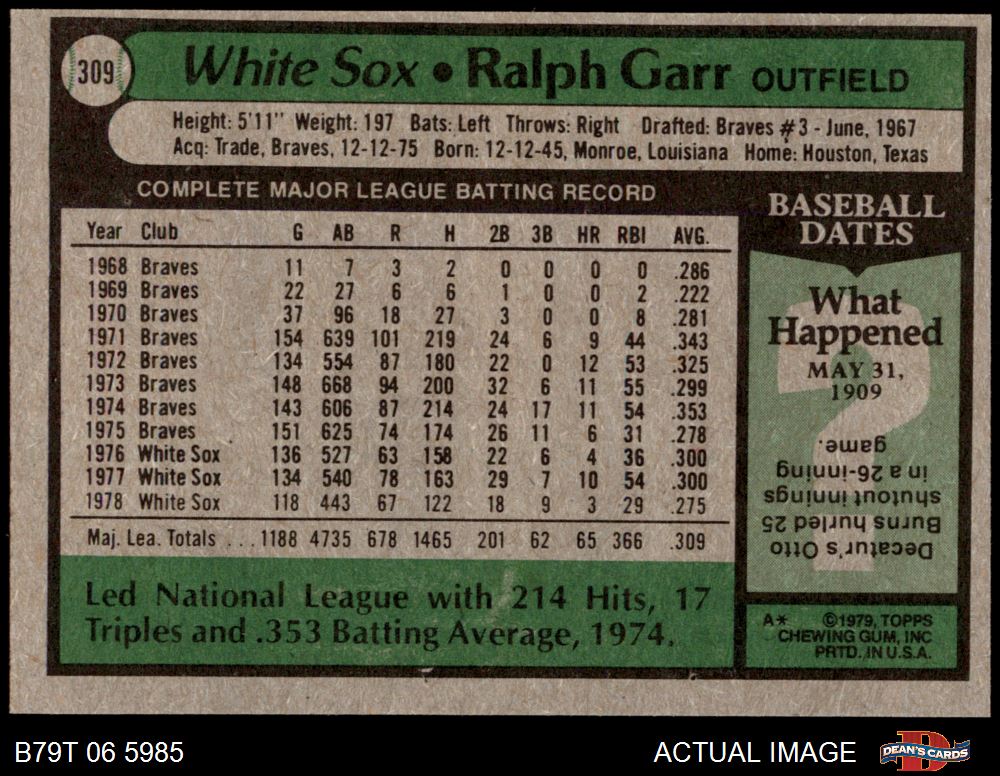 309
White Sox • Ralph Garr OUTFIELD
Height: 5'11" Weight: 197 Bats: Left Throws: Right Drafted: Braves #3 - June, 1967
Acq: Trade, Braves, 12-12-75 Born: 12-12-45, Monroe, Louisiana Home: Houston, Texas
COMPLETE MAJOR LEAGUE BATTING RECORD
Year Club G AB R H 2B 3B HR RBI AVG.
1968 Braves 11 7 3 2 0 0 0 0 .286
1969 Braves 22 27 6 6 1 0 0 2 .222
1970 Braves 37 96 18 27 3 0 0 8 .281
1971 Braves 154 639 101 219 24 6 9 44 .343
1972 Braves 134 554 87 180 22 0 12 53 .325
1973 Braves 148 668 94 200 32 6 11 55 .299
1974 Braves 143 606 87 214 24 17 11 54 .353
1975 Braves 151 625 74 174 26 11 6 31 .278
1976 White Sox 136 527 63 158 22 6 4 36 .300
1977 White Sox 134 540 78 163 29 7 10 54 .300
1978 White Sox 118 443 67 122 18 9 3 29 .275
Maj. Lea. Totals ... 1188 4735 678 1465 201 62 65 366 .309
Led National League with 214 Hits, 17
Triples and .353 Batting Average, 1974.
BASEBALL
DATES
What
Happened
MAY 31,
1909
Decatur's Otto
Burns hurled 25
shutout innings
in a 26-inning
game.
A* ©1979, TOPPS
CHEWING GUM, INC
PRTD. IN U.S.A.
B79T 06 5985
ACTUAL IMAGE
DEAN'S CARDS